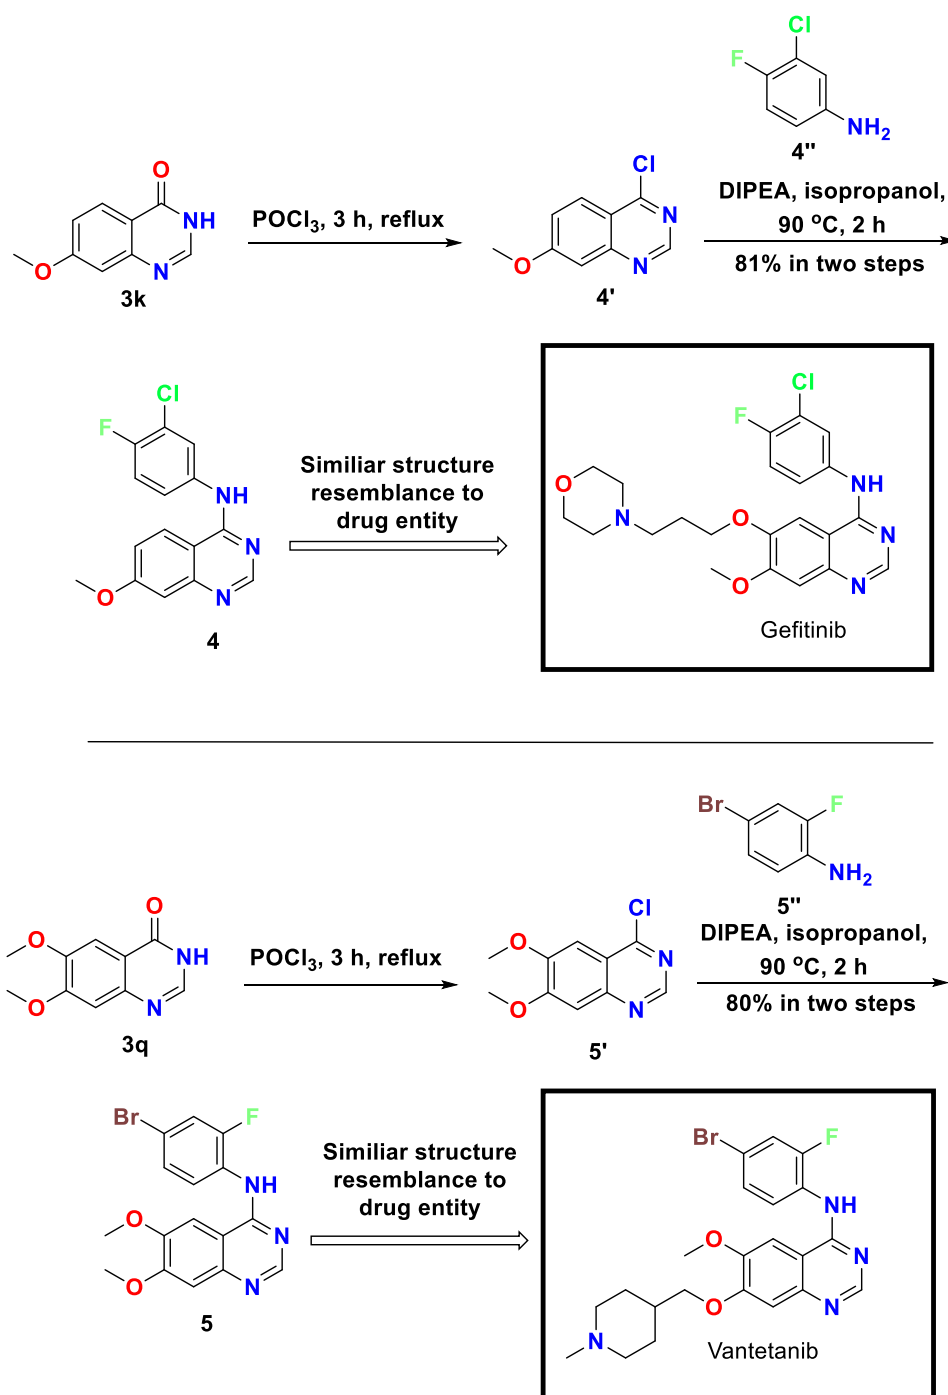 Cl
F
NH2
4"
O
NH
N
O
3k
POCl3, 3 h, reflux
Cl
N
N
O
4'
DIPEA, isopropanol,
90 oC, 2 h
81% in two steps
Cl
F
NH
N
N
O
4
Similiar structure
resemblance to
drug entity
Cl
F
NH
O
N
O
N
N
O
Gefitinib
Br
F
NH2
5"
O
NH
N
O
O
3q
POCl3, 3 h, reflux
Cl
N
N
O
O
5'
DIPEA, isopropanol,
90 oC, 2 h
80% in two steps
Br
F
NH
N
N
O
O
5
Similiar structure
resemblance to
drug entity
Br
F
NH
O
N
N
O
N
Vantetanib